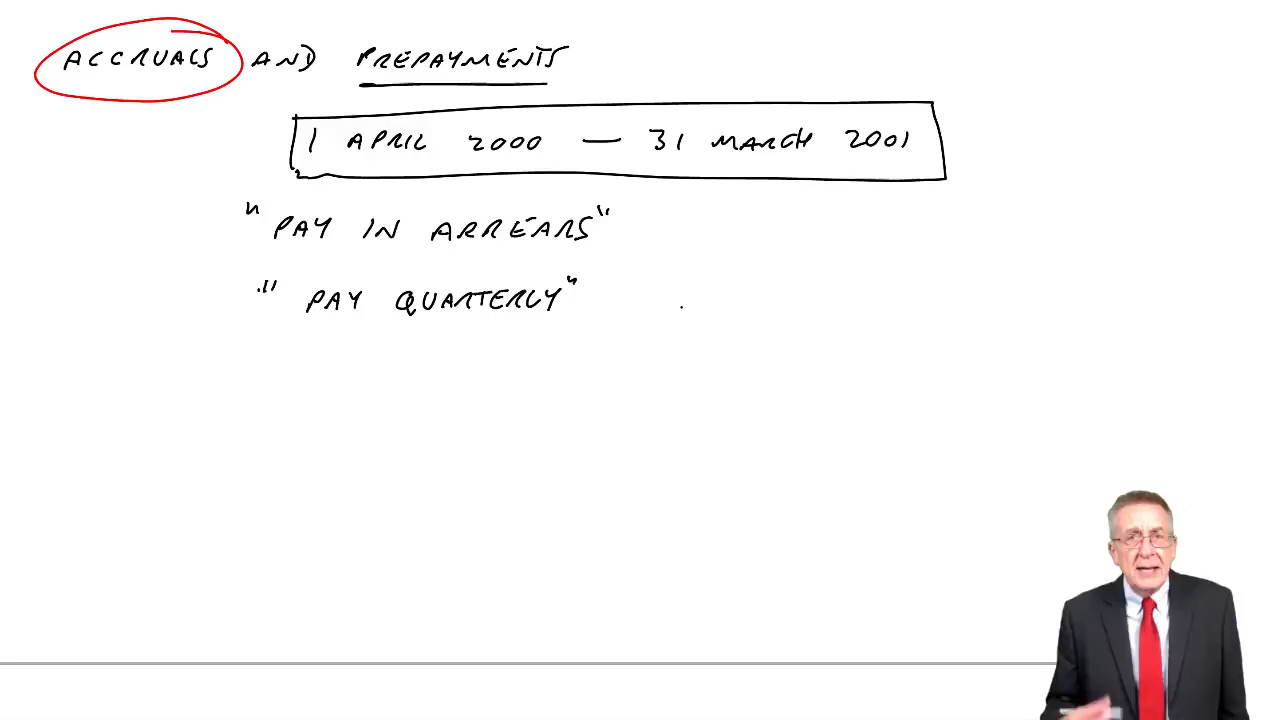 ACCRUALS AND PREPAYMENTS
1 APRIL 2000 — 31 MARCH 2001
"PAY IN ARREARS"
"PAY QUARTERLY"